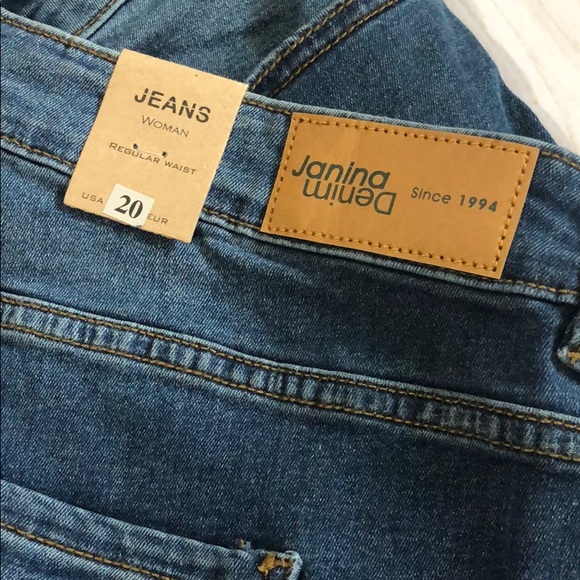 JEANS
WOMAN
REGULAR WAIST
USA 20 EUR
Janina
Denim
Since 1994